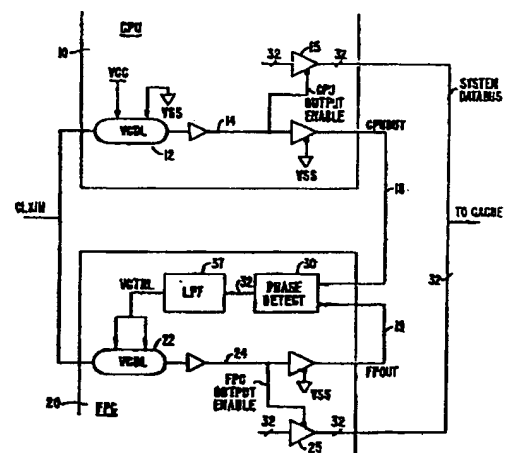 CPU
10
VCC
VSS
VCDL
12
14
32
15
32
CPU
OUTPUT
ENABLE
VSS
SYSTEM
DATABUS
CLKIN
18
TO CACHE
37
30
VCTRL
LPF
32
PHASE
DETECT
32
22
19
VCDL
24
FPOUT
VSS
FPC
OUTPUT
ENABLE
20
FPC
32
32
25